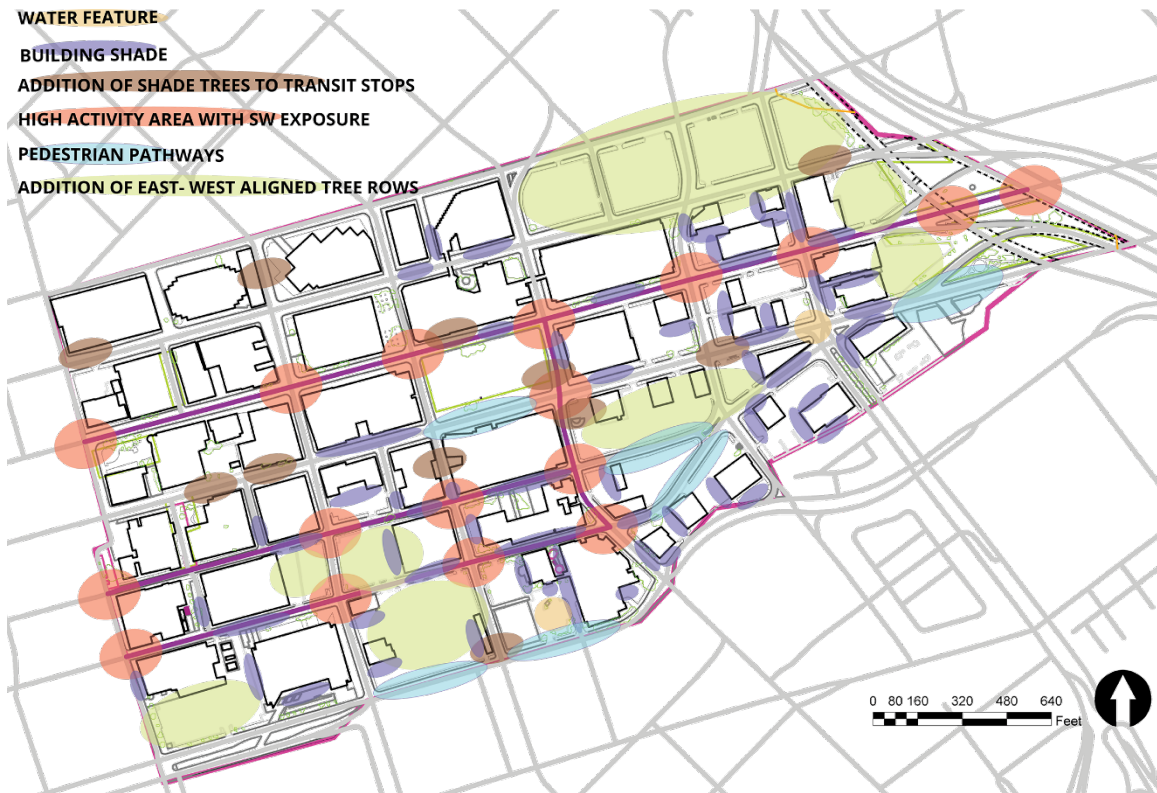 WATER FEATURE
BUILDING SHADE
ADDITION OF SHADE TREES TO TRANSIT STOPS
HIGH ACTIVITY AREA WITH SW EXPOSURE
PEDESTRIAN PATHWAYS
ADDITION OF EAST- WEST ALIGNED TREE ROWS
0 80 160 320 480 640
Feet